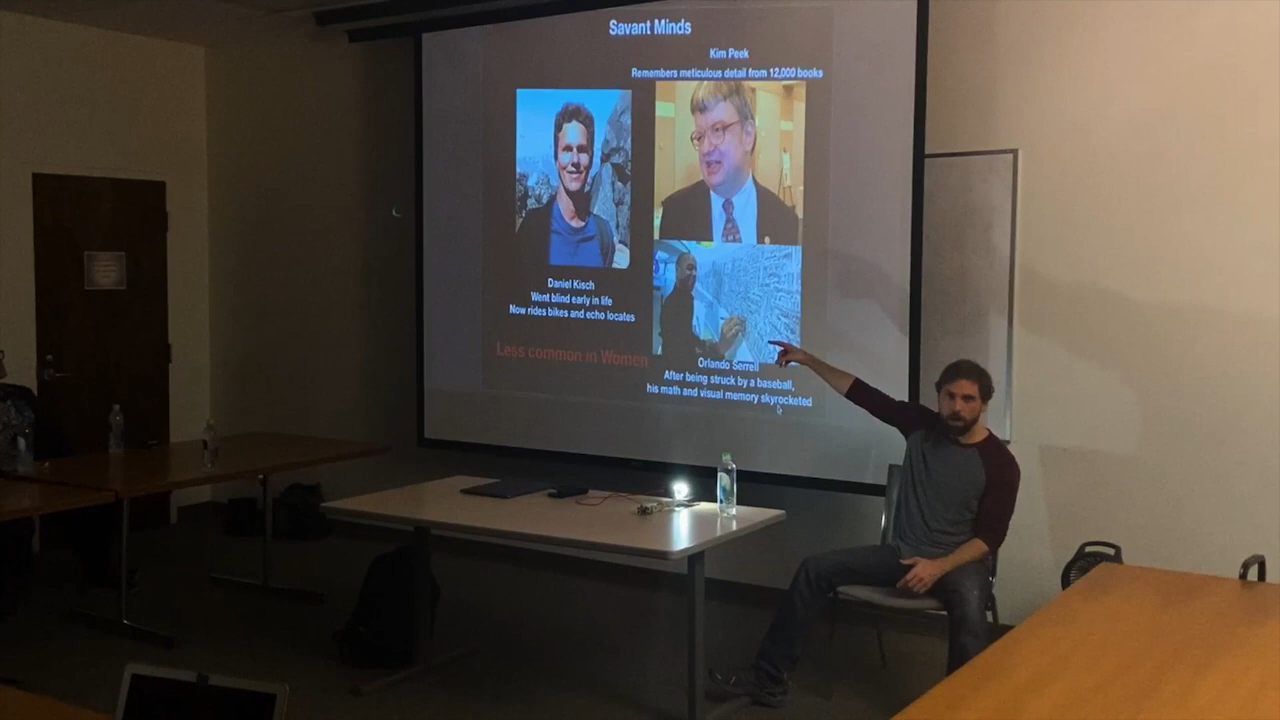 Savant Minds
Kim Peek
Remembers meticulous detail from 12,000 books
Daniel Kisch
Went blind early in life
Now rides bikes and echo locates
Less common in Women
Orlando Serrell
After being struck by a baseball,
his math and visual memory skyrocketed